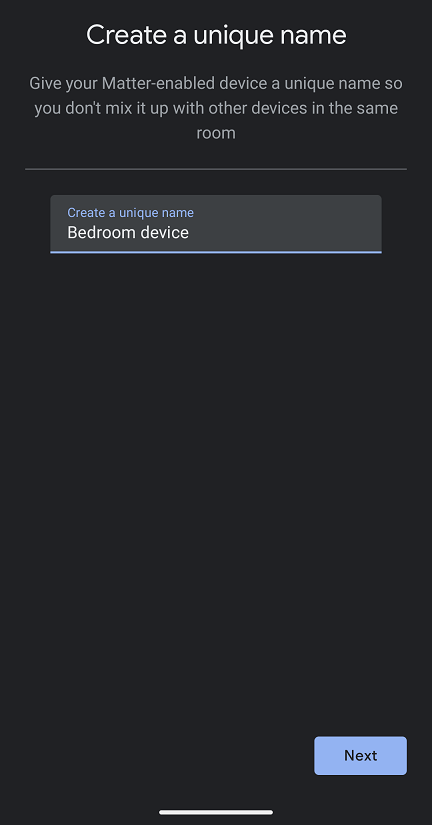 Create a unique name
Give your Matter-enabled device a unique name so
you don't mix it up with other devices in the same
room
Create a unique name
Bedroom device
Next